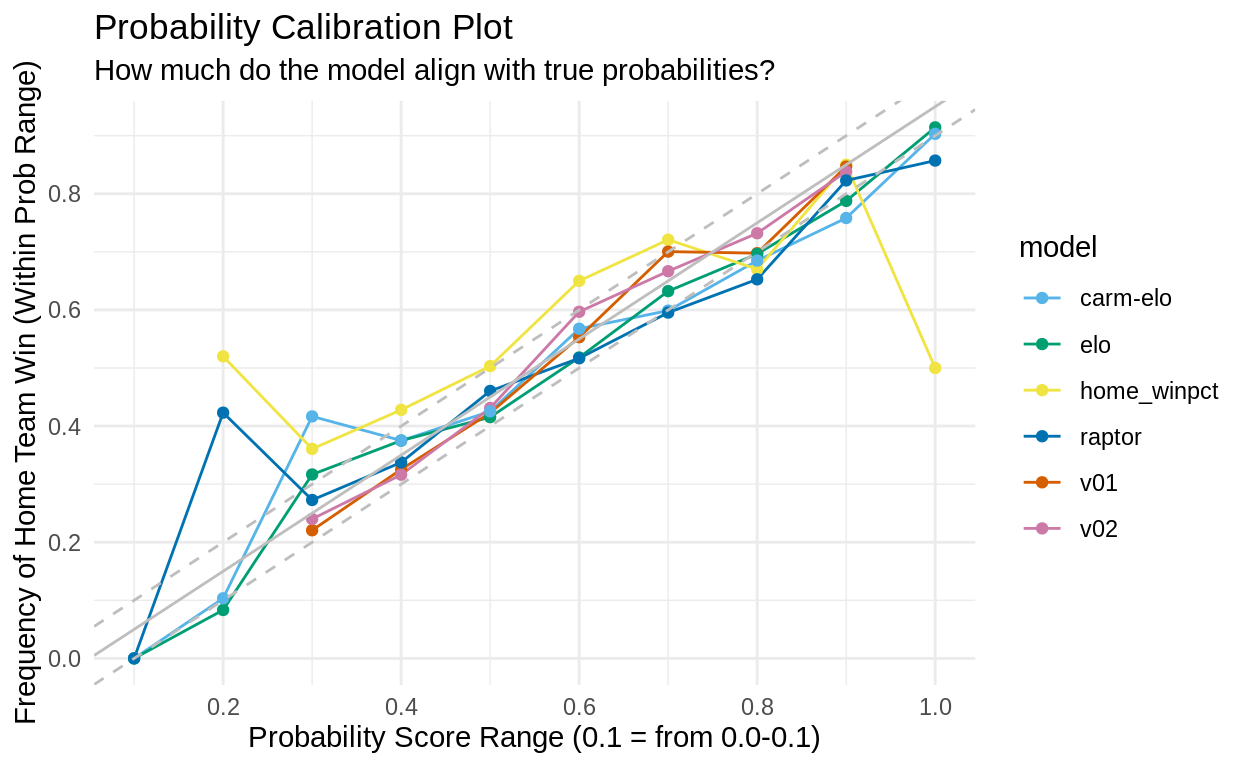 Probability Calibration Plot
How much do the model align with true probabilities?
Frequency of Home Team Win (Within Prob Range)
0.8
0.6
0.4
0.2
0.0
0.2 0.4 0.6 0.8 1.0
Probability Score Range (0.1 = from 0.0-0.1)
model
carm-elo
elo
home_winpct
raptor
v01
v02